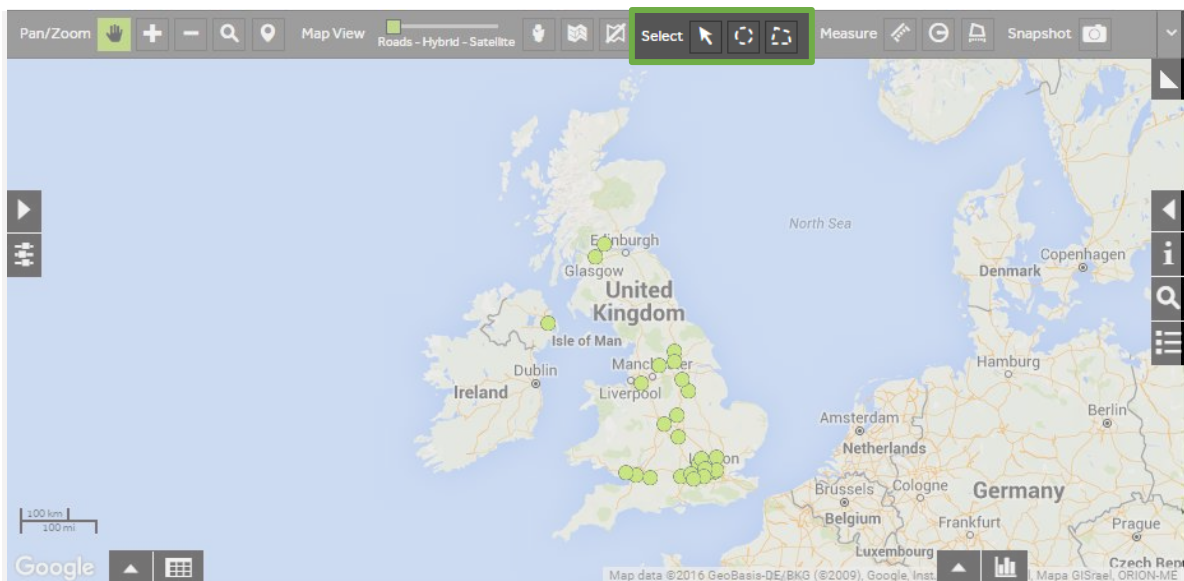 Pan/Zoom Map View Roads - Hybrid - Satellite Select Measure Snapshot
North Sea
Edinburgh
Glasgow
United
Kingdom
Copenhagen
Denmark
Isle of Man
Dublin
Ireland
Manchester
Liverpool
Hamburg
Amsterdam
Netherlands
Berlin
London
Brussels
Cologne
Germany
Belgium
Frankfurt
Prague
Luxembourg
Czech Rep
100 km
100 mi
Google
Map data ©2016 GeoBasis-DE/BKG (©2009), Google, Inst. l, Mapa GISrael, ORION-ME